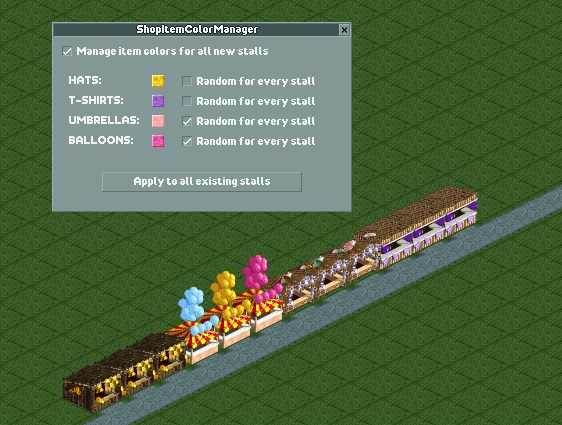 ShopItemColorManager
Manage item colors for all new stalls
HATS: Random for every stall
T-SHIRTS: Random for every stall
UMBRELLAS: Random for every stall
BALLOONS: Random for every stall
Apply to all existing stalls